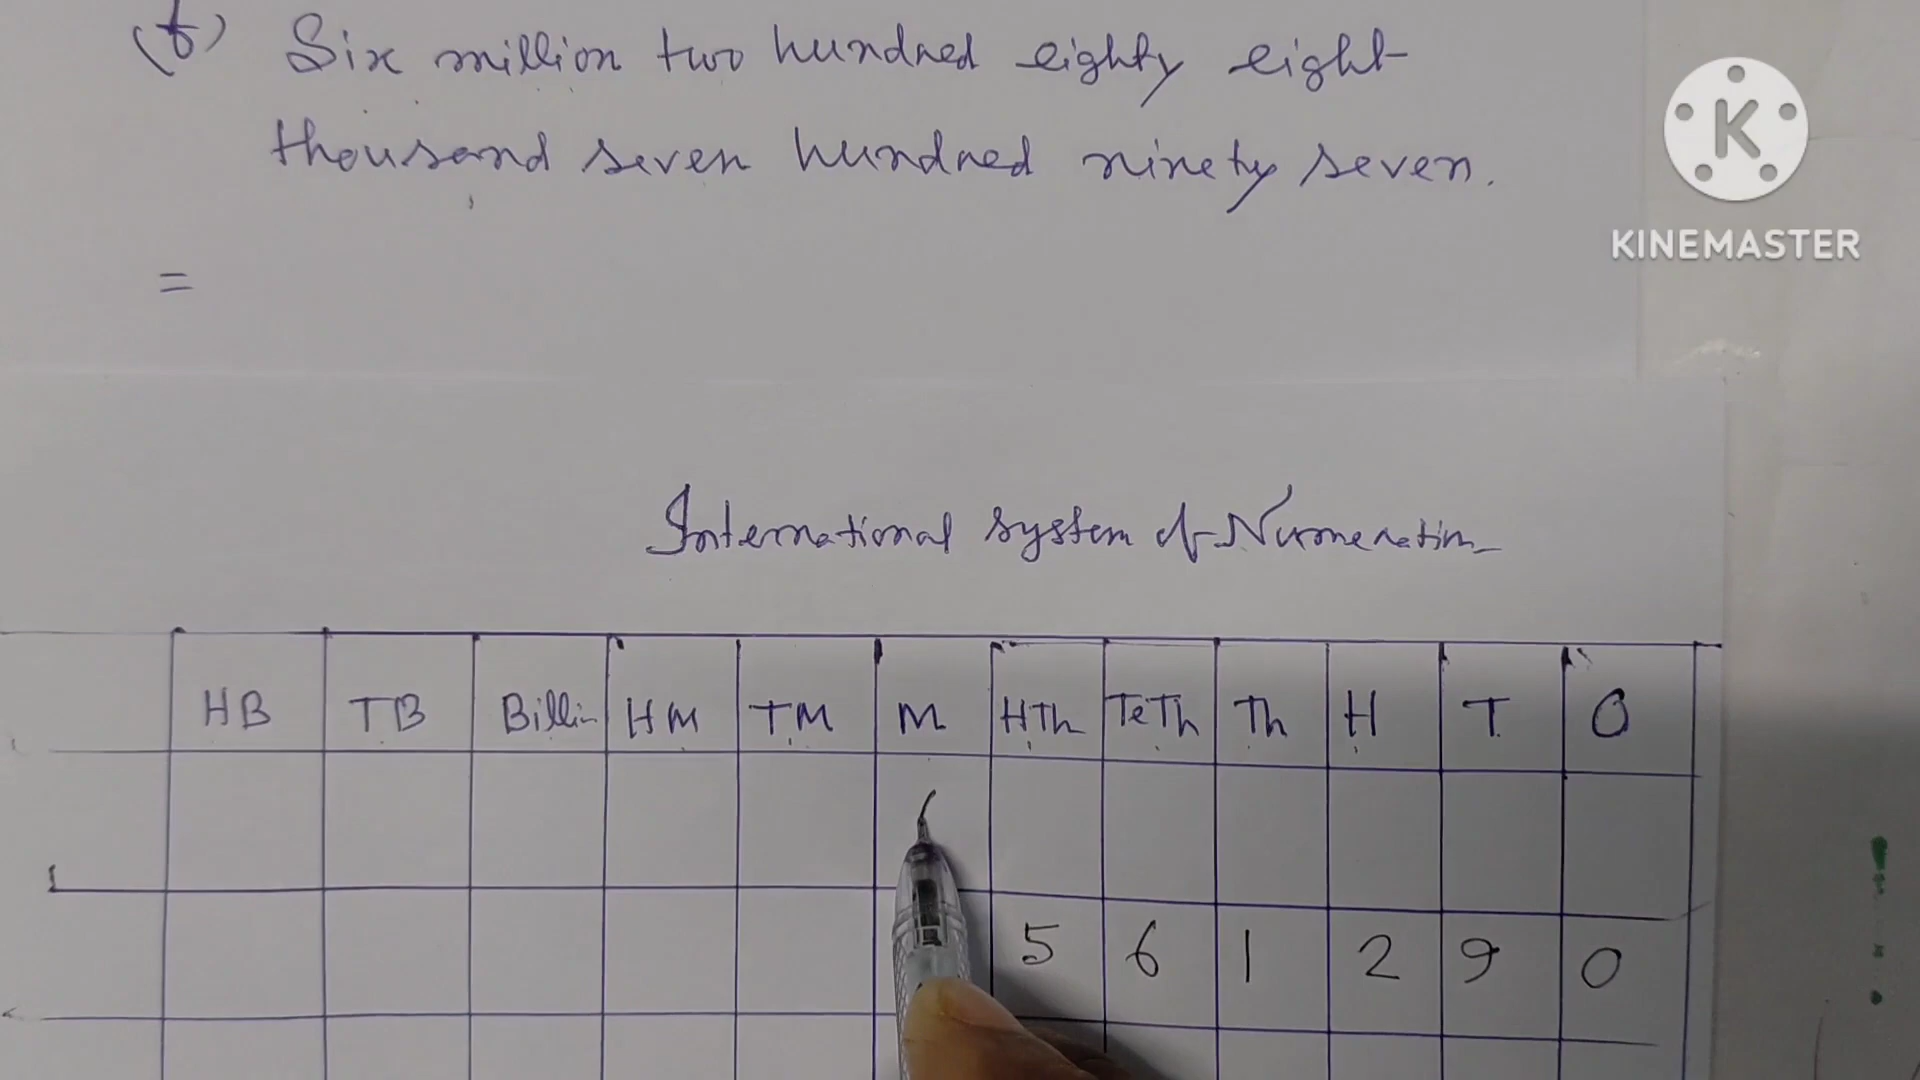 (f) Six million two hundred eighty eight
thousand seven hundred ninety seven.
=
K
KINEMASTER
International system of Numeration
HB TB Billin HM TM M HTh TeTh Th H T O
5 6 1 2 9 0